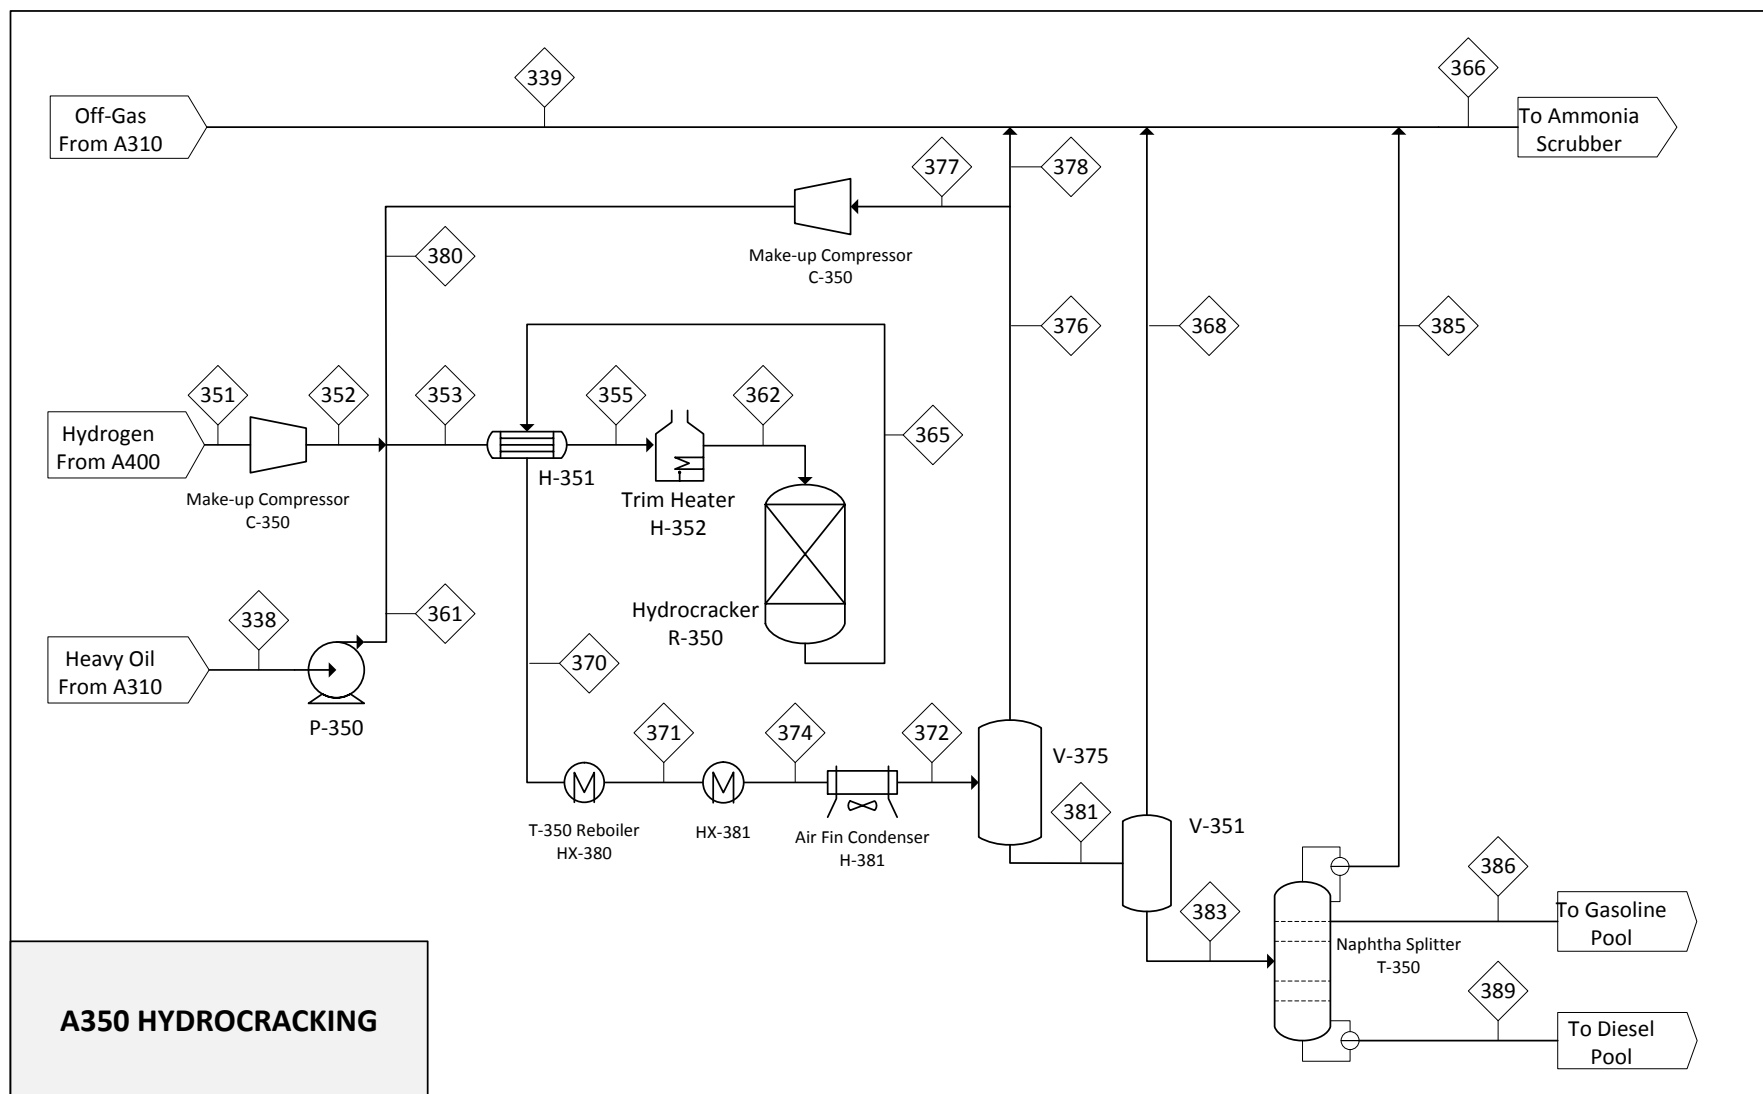 339
366
Off-Gas
From A310
To Ammonia
Scrubber
377
378
380
Make-up Compressor
C-350
376
368
385
351
352
353
355
362
365
Hydrogen
From A400
H-351
Make-up Compressor
C-350
Trim Heater
H-352
338
361
Hydrocracker
R-350
Heavy Oil
From A310
370
P-350
371
374
372
V-375
381
V-351
T-350 Reboiler
HX-380
HX-381
Air Fin Condenser
H-381
386
383
To Gasoline
Pool
Naphtha Splitter
T-350
389
A350 HYDROCRACKING
To Diesel
Pool